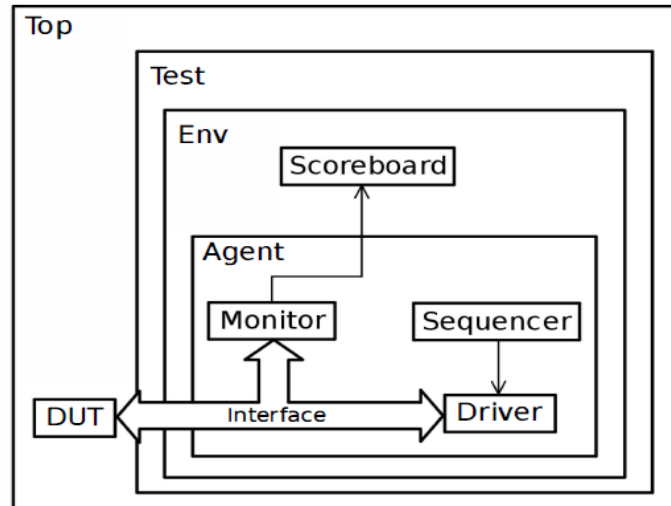 Top
Test
Env
Scoreboard
Agent
Monitor
Sequencer
DUT
Interface
Driver